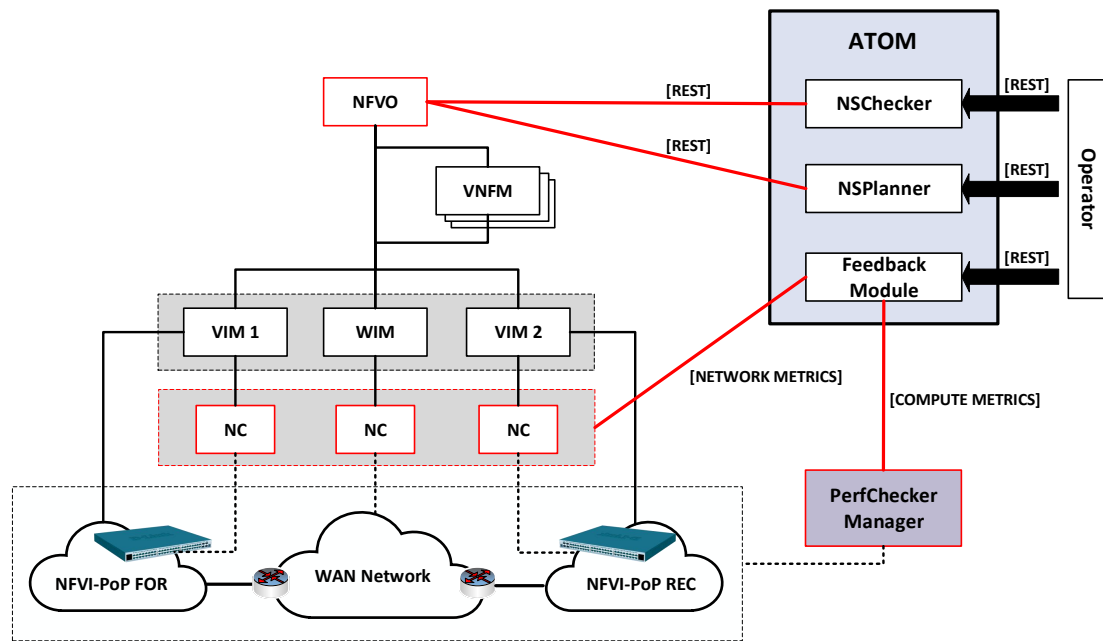 ATOM
NFVO
[REST]
NSChecker
[REST]
[REST]
VNFM
NSPlanner
[REST]
Operator
Feedback
Module
[REST]
VIM 1
WIM
VIM 2
[NETWORK METRICS]
[COMPUTE METRICS]
NC
NC
NC
PerfChecker
Manager
NFVI-PoP FOR
WAN Network
NFVI-PoP REC